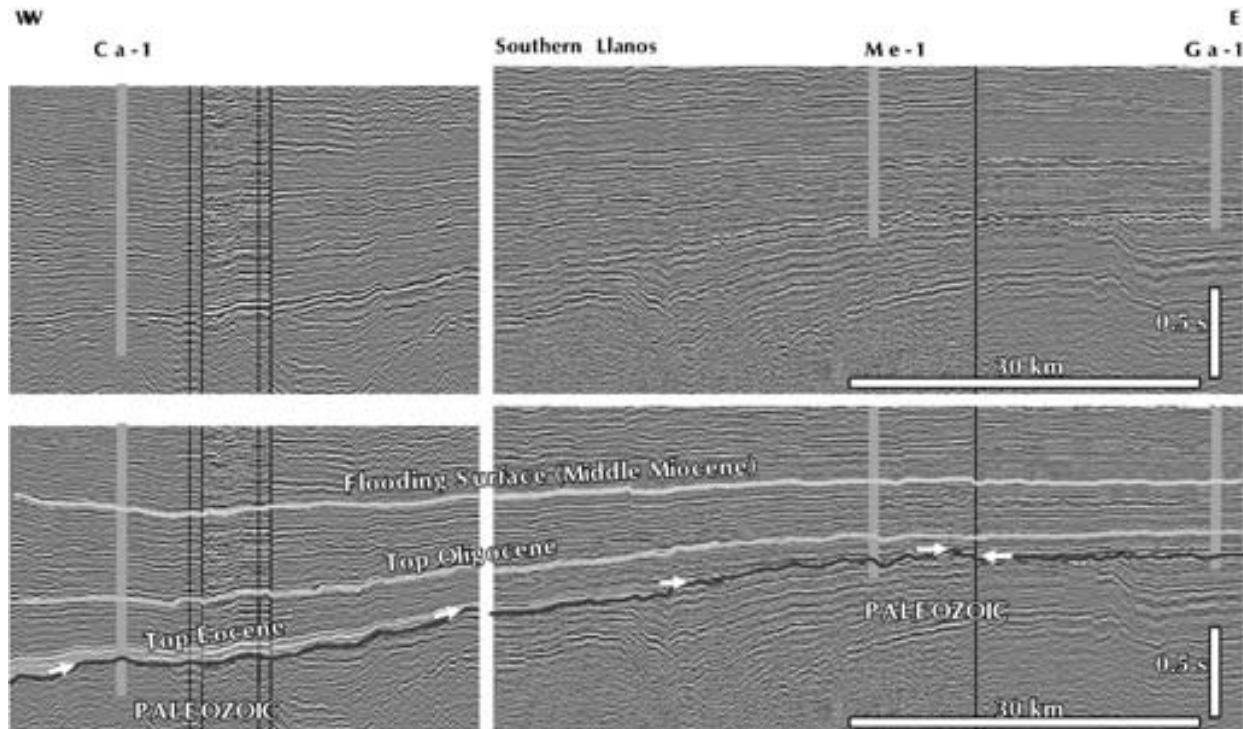 W E
Ca-1 Southern Llanos Me-1 Ga-1
0.5 s
30 km
Flooding Surface (Middle Miocene)
Top Oligocene
Top Eocene
PALEOZOIC
0.5 s
PALEOZOIC
30 km